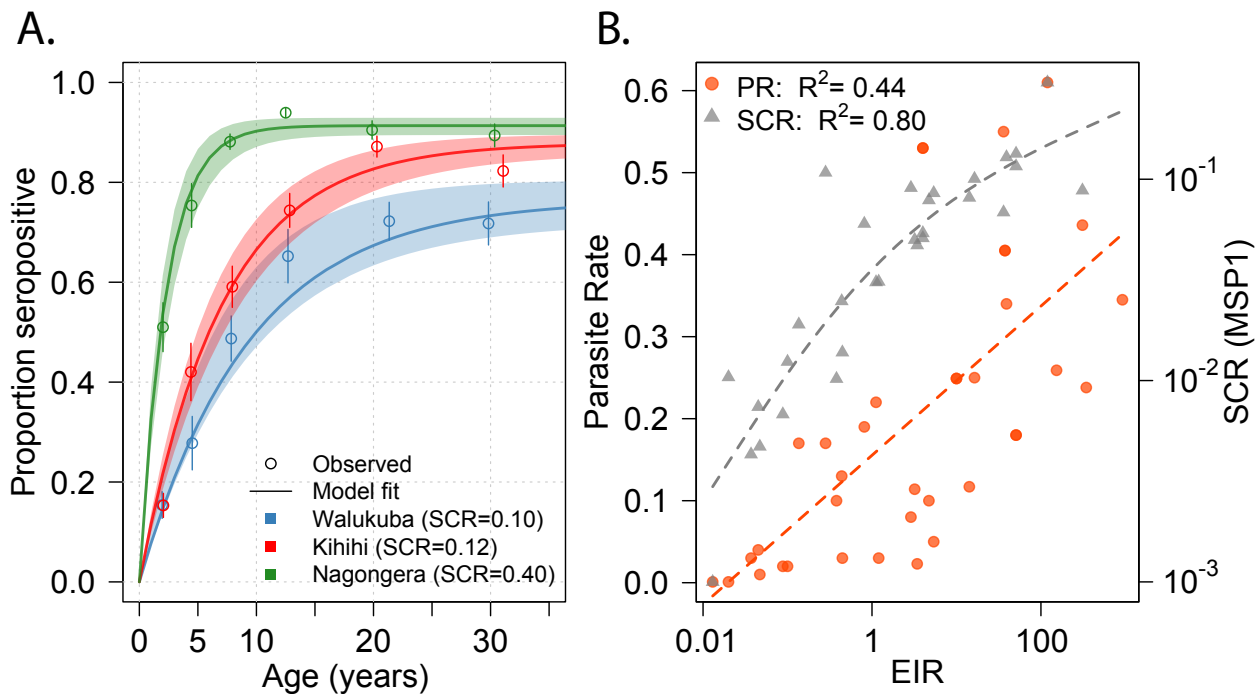 A.
Proportion seropositive
1.0
0.8
0.6
0.4
0.2
0.0
Observed
Model fit
Walukuba (SCR=0.10)
Kihihi (SCR=0.12)
Nagongera (SCR=0.40)
0 5 10 20 30
Age (years)
B.
Parasite Rate
0.6
0.5
0.4
0.3
0.2
0.1
0.0
PR: R²= 0.44
SCR: R²= 0.80
10⁻¹
10⁻²
10⁻³
SCR (MSP1)
0.01 1 100
EIR